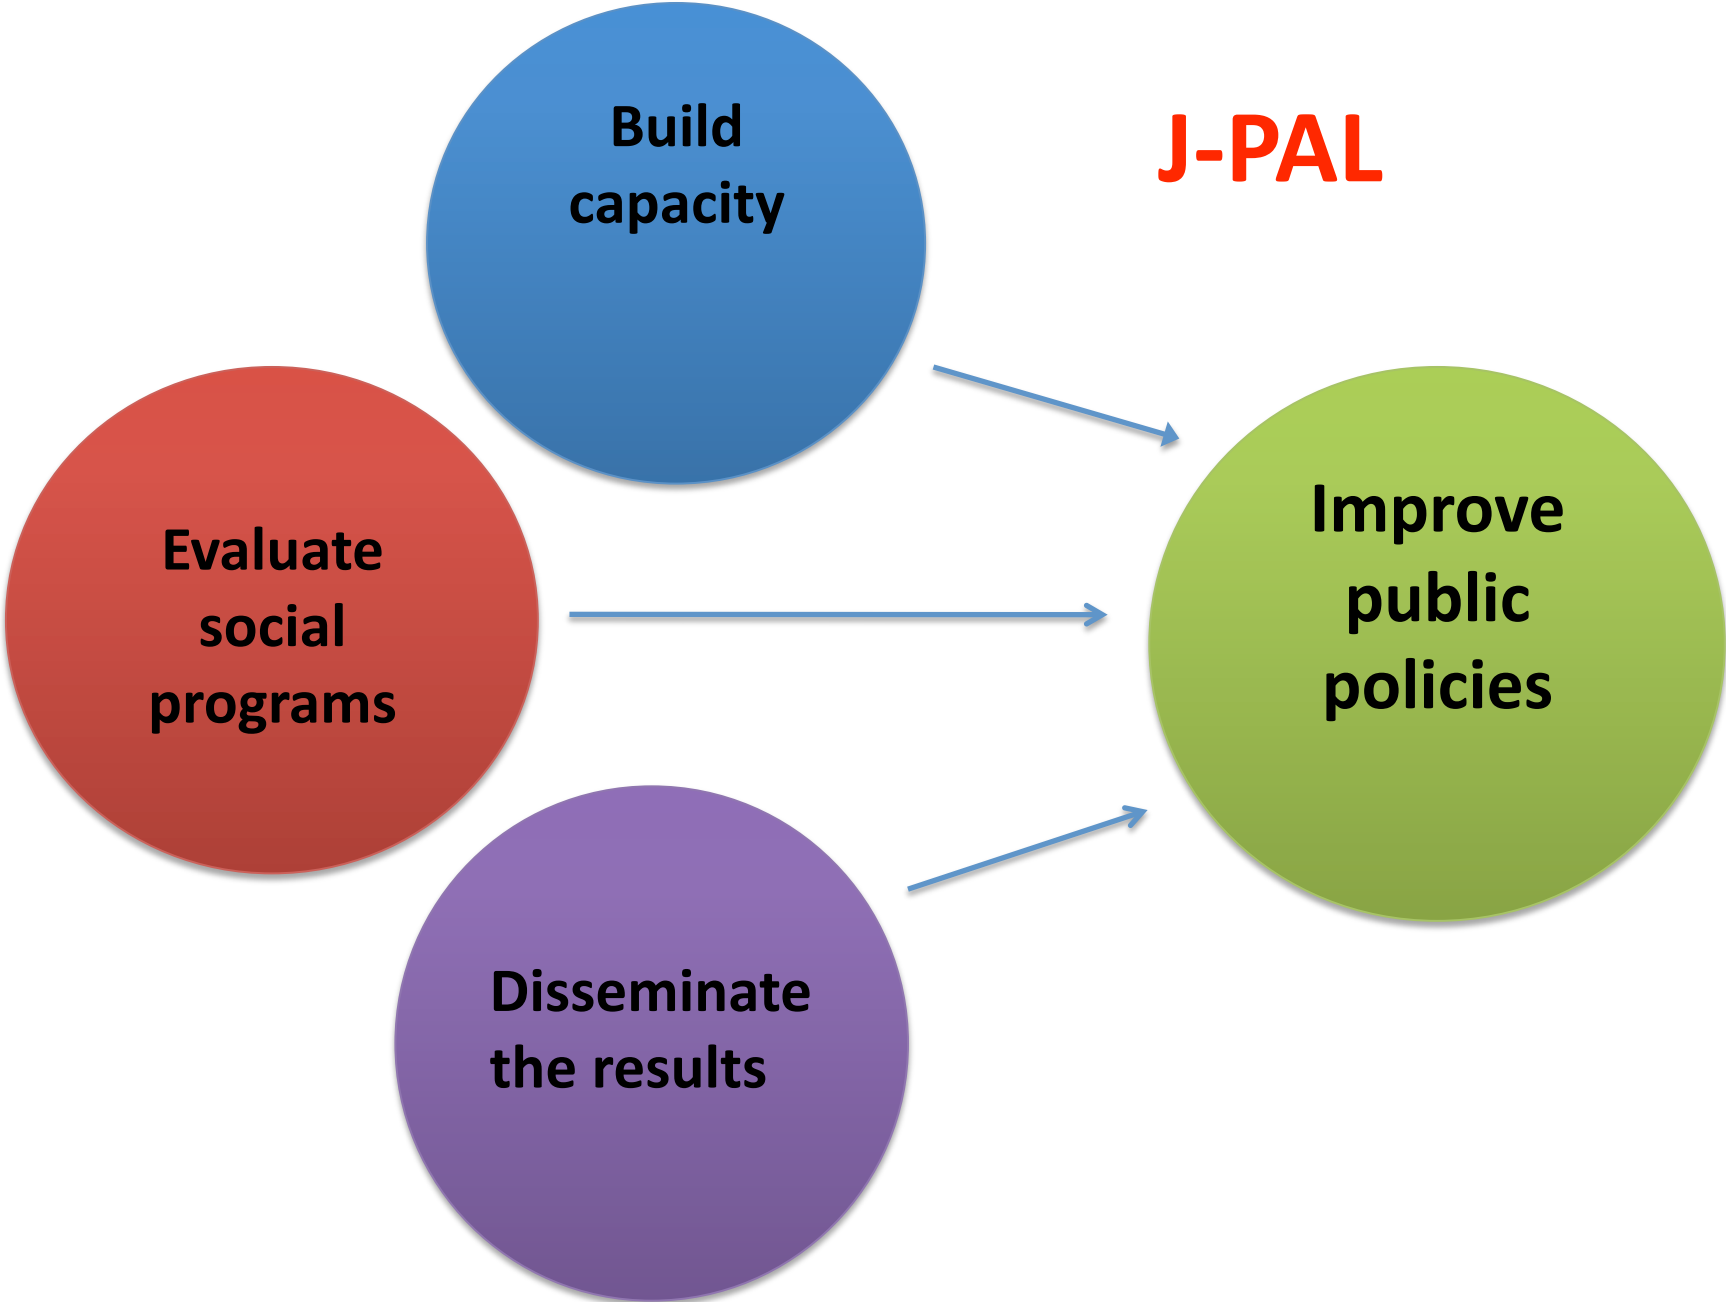 Build
capacity
J-PAL
Evaluate
social
programs
Improve
public
policies
Disseminate
the results